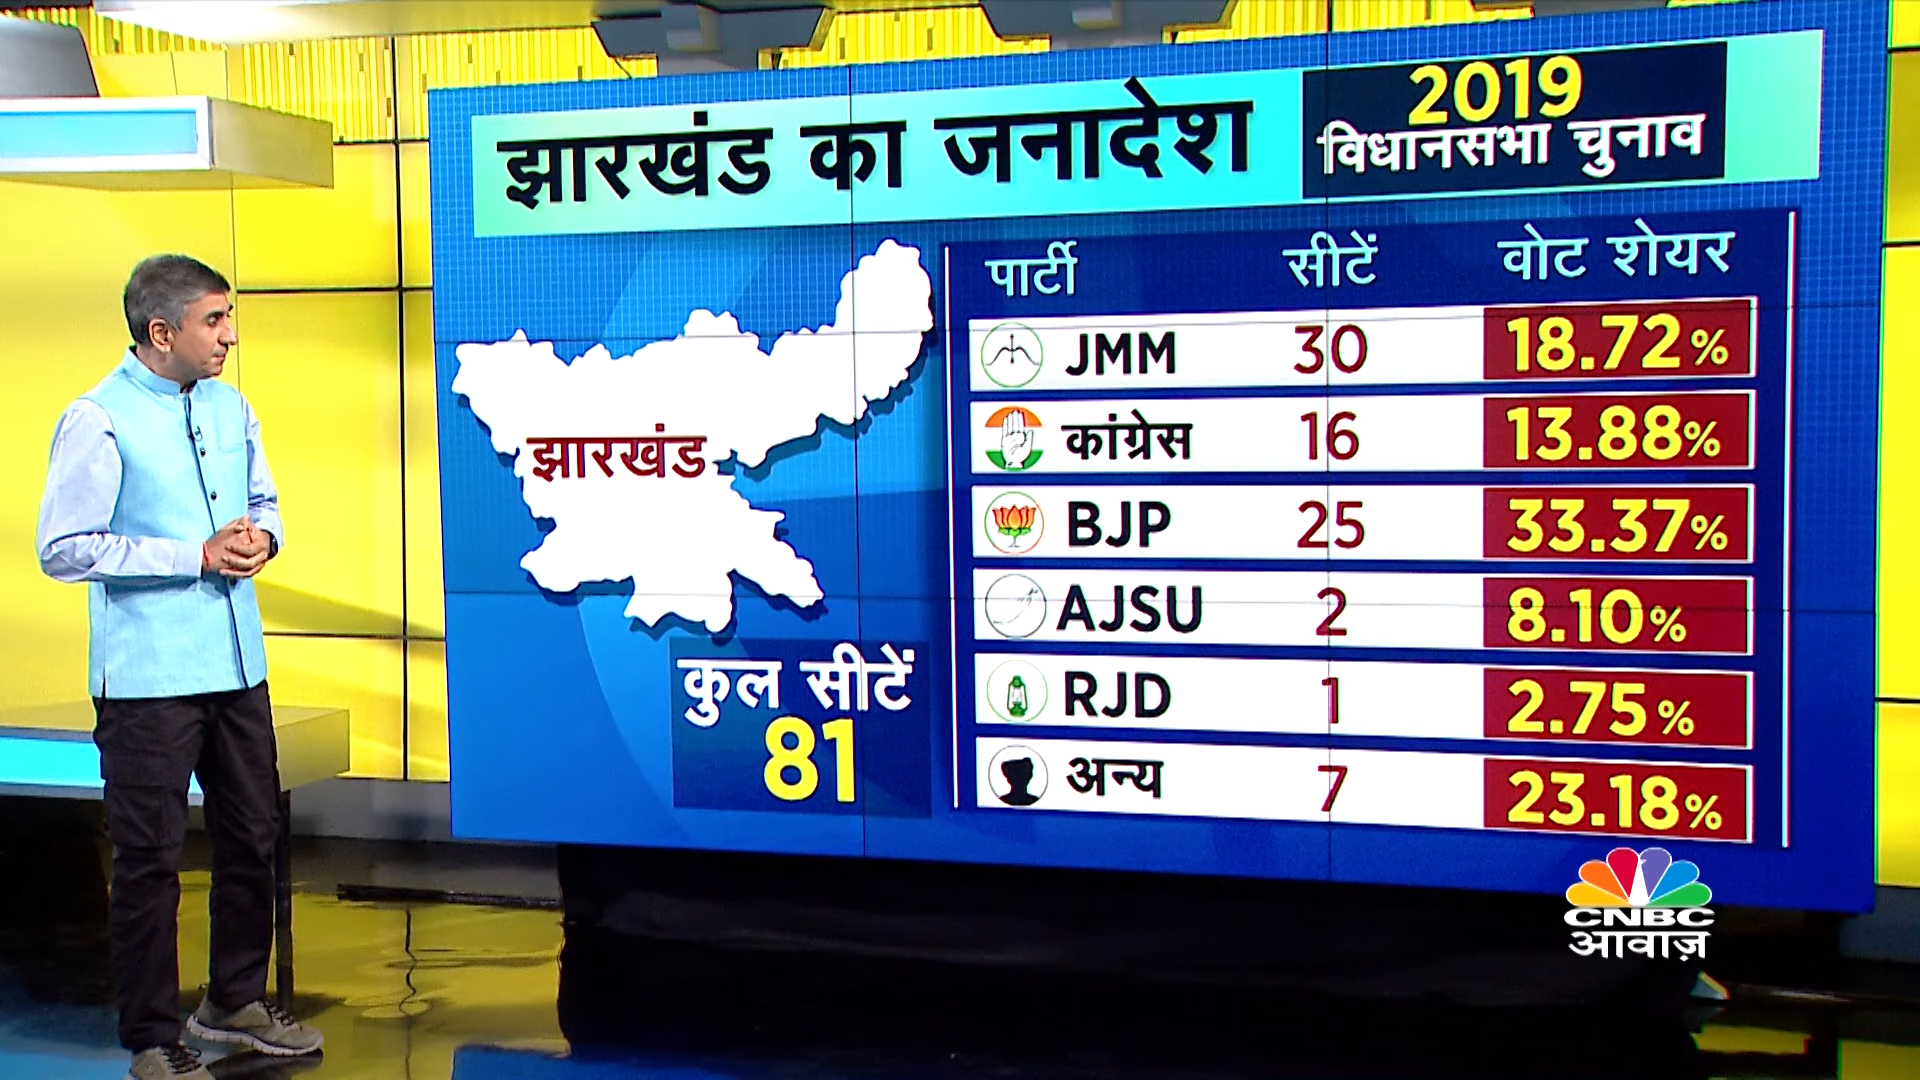 झारखंड का जनादेश
2019
विधानसभा चुनाव
झारखंड
कुल सीटें
81
पार्टी सीटें वोट शेयर
JMM 30 18.72%
कांग्रेस 16 13.88%
BJP 25 33.37%
AJSU 2 8.10%
RJD 1 2.75%
अन्य 7 23.18%
CNBC
आवाज़